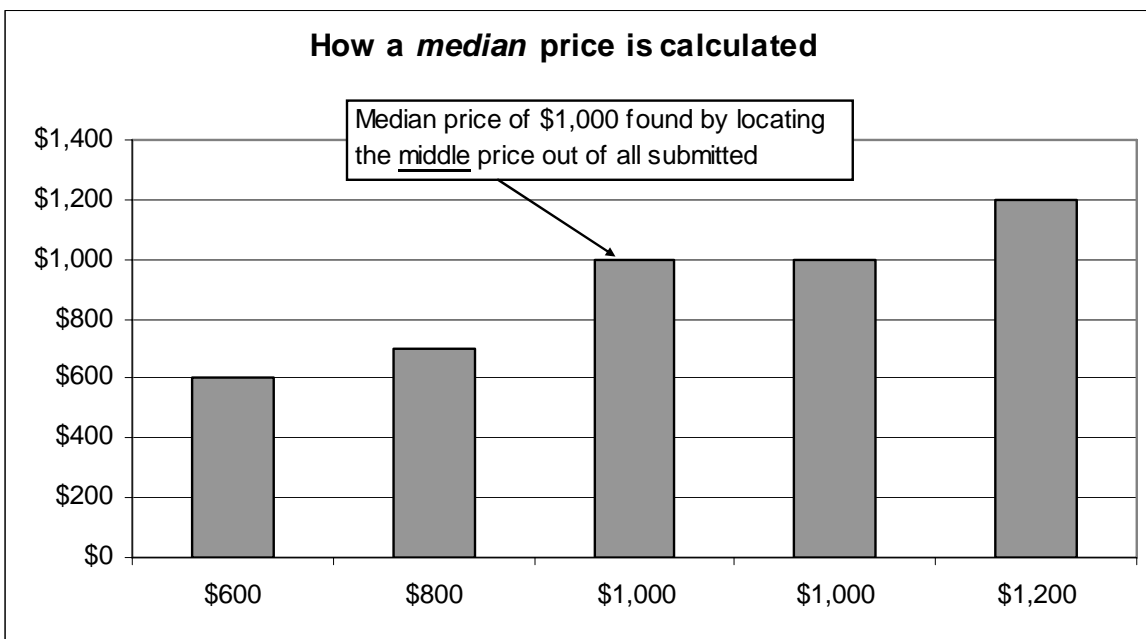 How a median price is calculated
Median price of $1,000 found by locating
the middle price out of all submitted
$1,400
$1,200
$1,000
$800
$600
$400
$200
$0
$600 $800 $1,000 $1,000 $1,200